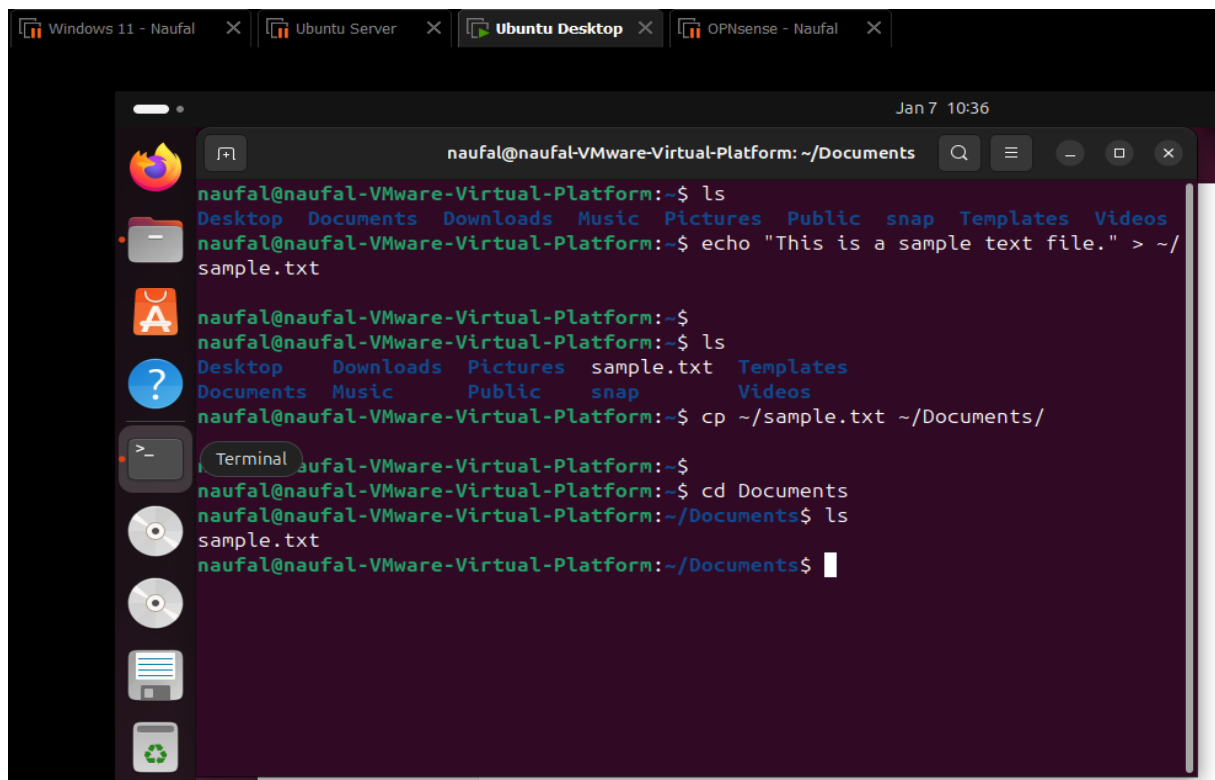 Windows 11 - Naufal
Ubuntu Server
Ubuntu Desktop
OPNsense - Naufal
Jan 7 10:36
naufal@naufal-VMware-Virtual-Platform: ~/Documents
naufal@naufal-VMware-Virtual-Platform:~$ ls
Desktop Documents Downloads Music Pictures Public snap Templates Videos
naufal@naufal-VMware-Virtual-Platform:~$ echo "This is a sample text file." > ~/
sample.txt
naufal@naufal-VMware-Virtual-Platform:~$
naufal@naufal-VMware-Virtual-Platform:~$ ls
Desktop Downloads Pictures sample.txt Templates
Documents Music Public snap Videos
naufal@naufal-VMware-Virtual-Platform:~$ cp ~/sample.txt ~/Documents/
Terminal
aufal@naufal-VMware-Virtual-Platform:~$
naufal@naufal-VMware-Virtual-Platform:~$ cd Documents
naufal@naufal-VMware-Virtual-Platform:~/Documents$ ls
sample.txt
naufal@naufal-VMware-Virtual-Platform:~/Documents$